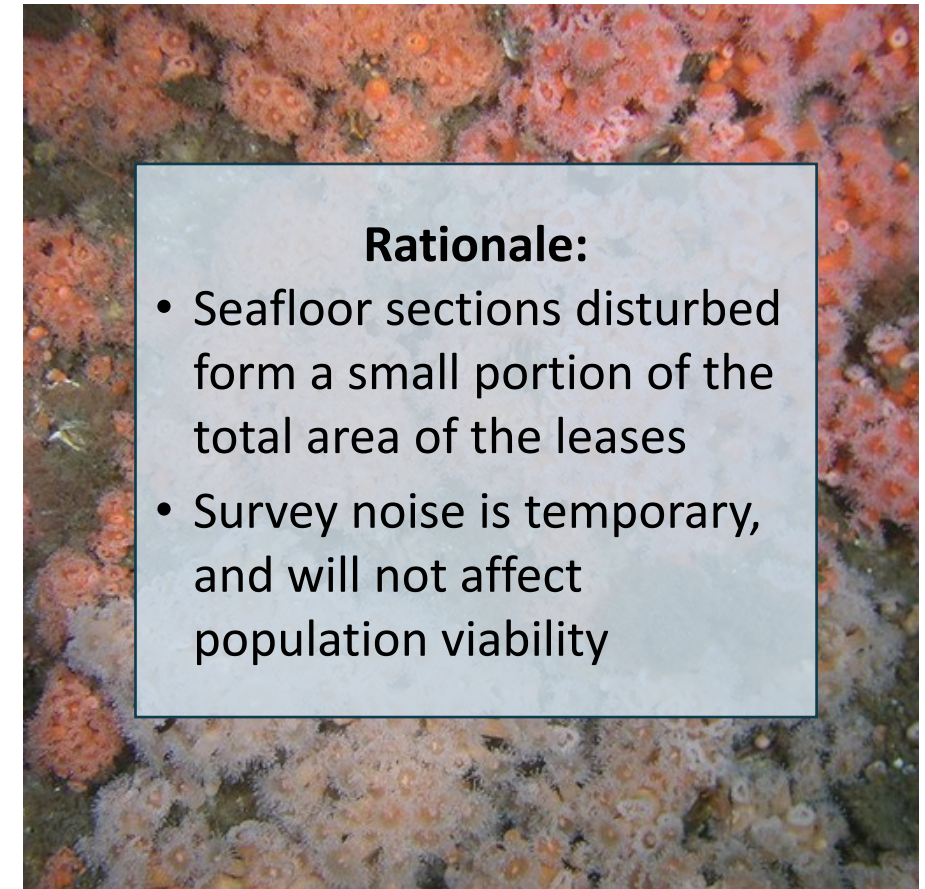 Rationale:
• Seafloor sections disturbed
form a small portion of the
total area of the leases
• Survey noise is temporary,
and will not affect
population viability